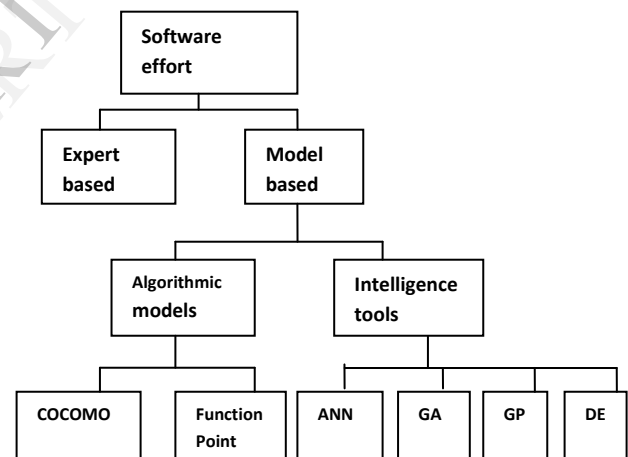 Software
effort
Expert
based
Model
based
Algorithmic
models
Intelligence
tools
COCOMO
Function
Point
ANN
GA
GP
DE